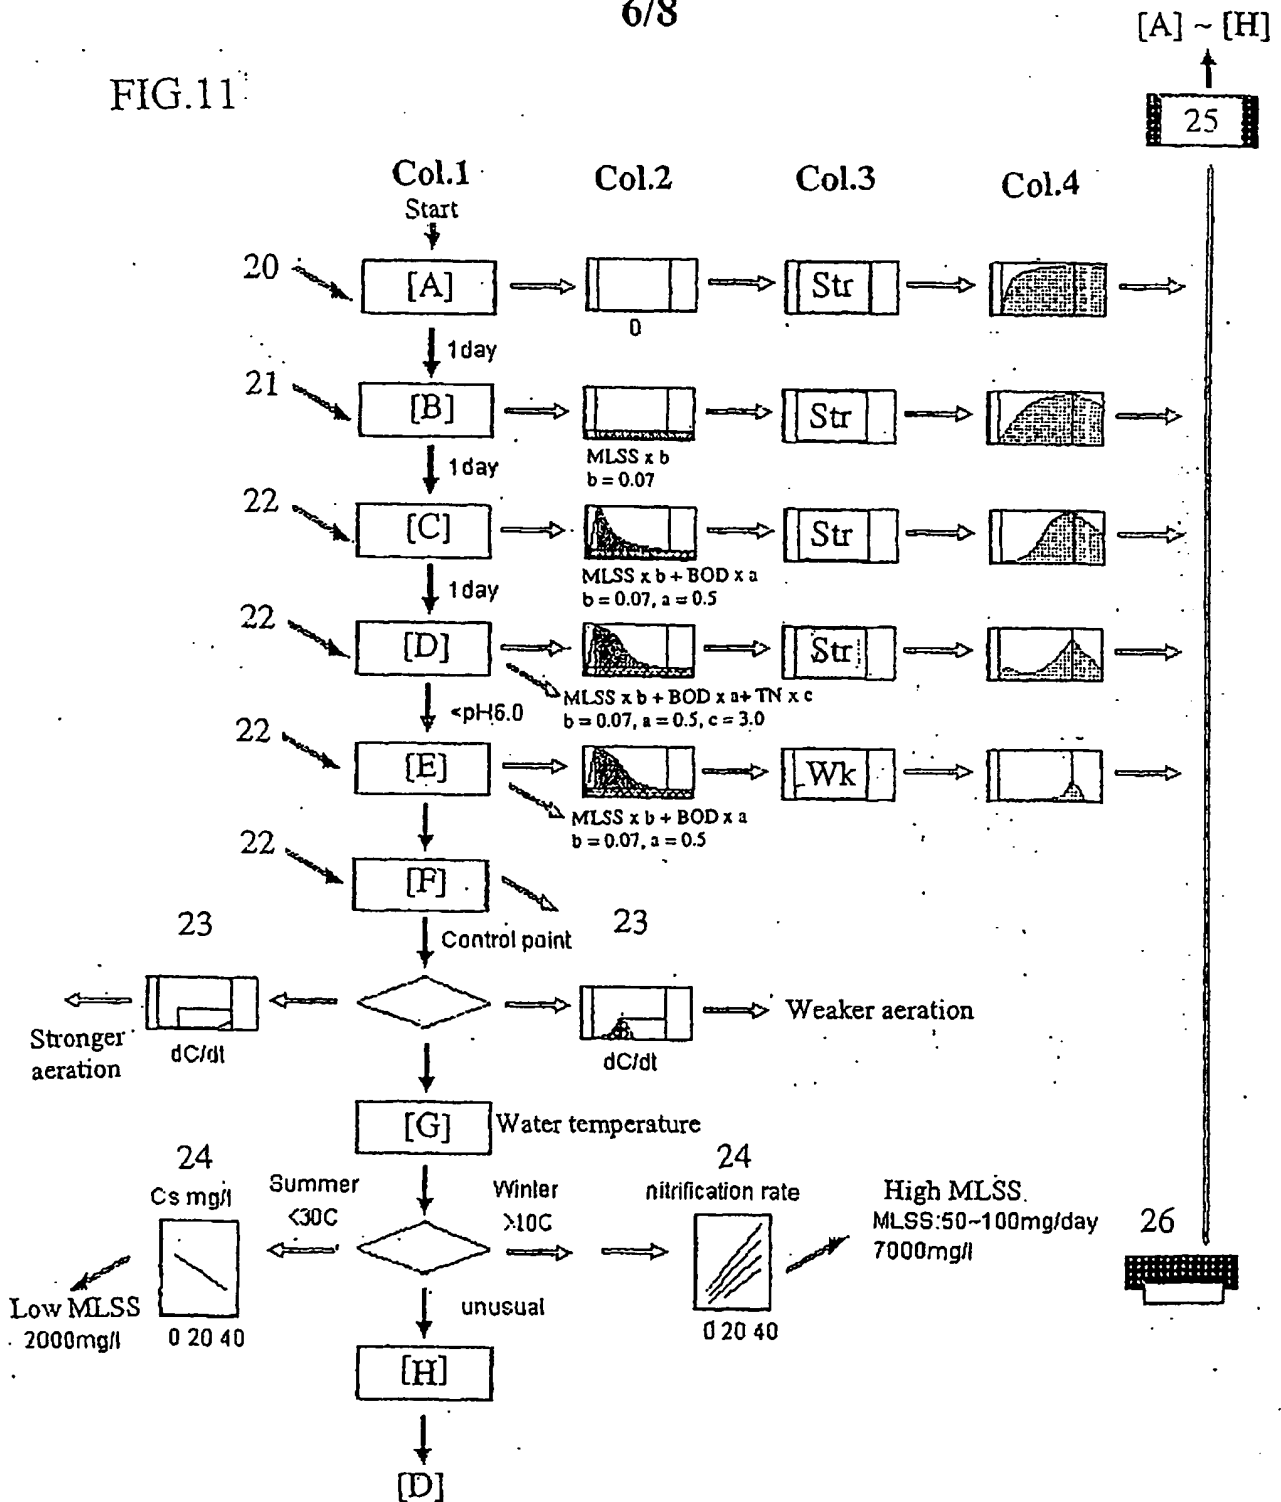 6/8
[A] ~ [H]
FIG.11
25
Col.1 Col.2 Col.3 Col.4
Start
20 [A] Str
0
1day
21 [B] Str
MLSS x b
b = 0.07
1day
22 [C] Str
MLSS x b + BOD x a
b = 0.07, a = 0.5
1day
22 [D] Str
MLSS x b + BOD x a+ TN x c
b = 0.07, a = 0.5, c = 3.0
<pH6.0
22 [E] Wk
MLSS x b + BOD x a
b = 0.07, a = 0.5
22 [F]
23 23
Control point
Weaker aeration
Stronger
aeration
dC/dt dC/dt
[G] Water temperature
24 24
Cs mg/l Summer Winter nitrification rate High MLSS.
<30C >10C MLSS:50~100mg/day 26
7000mg/l
Low MLSS
2000mg/l 0 20 40 unusual 0 20 40
[H]
[D]